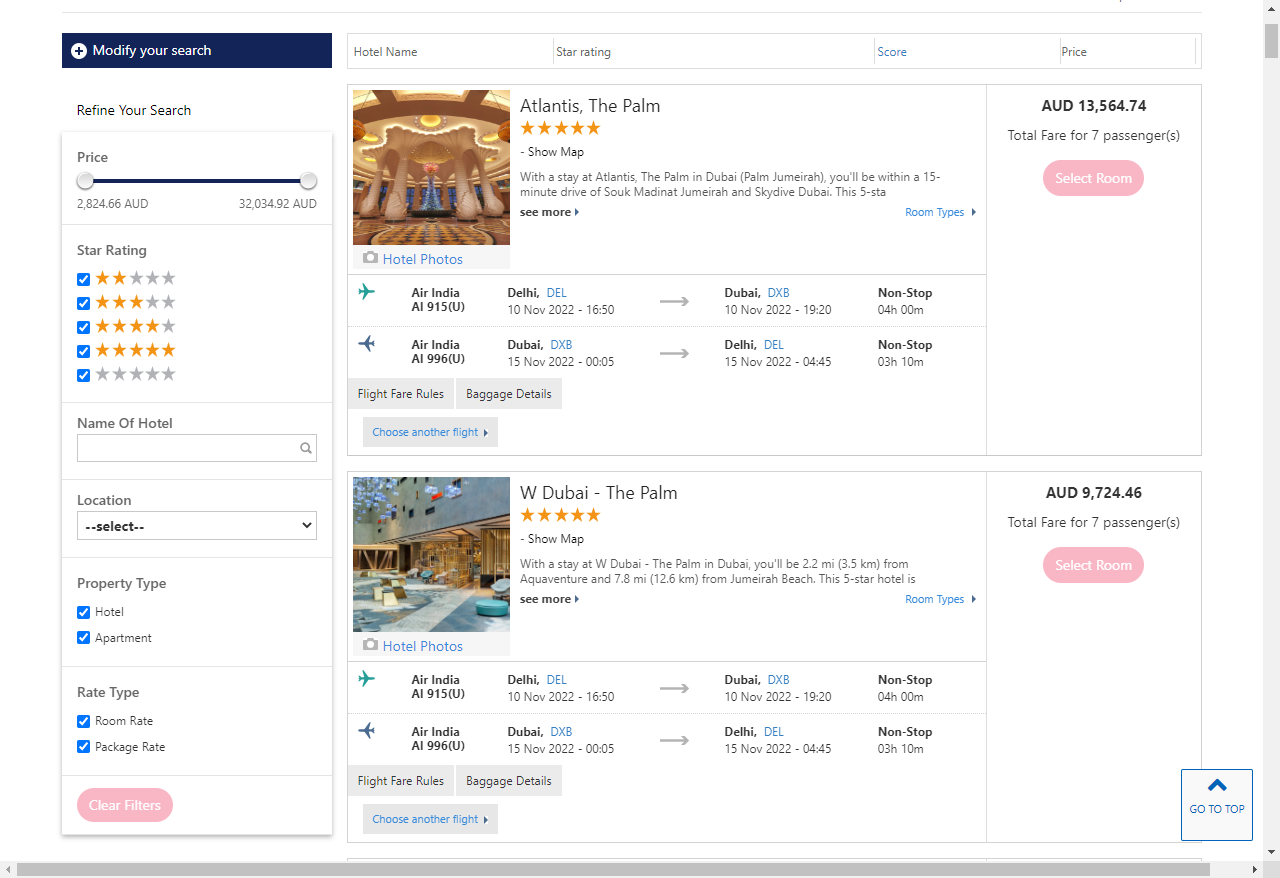 Modify your search
Refine Your Search
Price
2,824.66 AUD 32,034.92 AUD
Star Rating
Name Of Hotel
Location
--select--
Property Type
Hotel
Apartment
Rate Type
Room Rate
Package Rate
Clear Filters
Hotel Name Star rating Score Price
Atlantis, The Palm
- Show Map
With a stay at Atlantis, The Palm in Dubai (Palm Jumeirah), you'll be within a 15-
minute drive of Souk Madinat Jumeirah and Skydive Dubai. This 5-sta
see more
Room Types
Hotel Photos
AUD 13,564.74
Total Fare for 7 passenger(s)
Select Room
Air India Delhi, DEL Dubai, DXB Non-Stop
AI 915(U) 10 Nov 2022 - 16:50 10 Nov 2022 - 19:20 04h 00m
Air India Dubai, DXB Delhi, DEL Non-Stop
AI 996(U) 15 Nov 2022 - 00:05 15 Nov 2022 - 04:45 03h 10m
Flight Fare Rules Baggage Details
Choose another flight
W Dubai - The Palm
- Show Map
With a stay at W Dubai - The Palm in Dubai, you'll be 2.2 mi (3.5 km) from
Aquaventure and 7.8 mi (12.6 km) from Jumeirah Beach. This 5-star hotel is
see more
Room Types
Hotel Photos
AUD 9,724.46
Total Fare for 7 passenger(s)
Select Room
Air India Delhi, DEL Dubai, DXB Non-Stop
AI 915(U) 10 Nov 2022 - 16:50 10 Nov 2022 - 19:20 04h 00m
Air India Dubai, DXB Delhi, DEL Non-Stop
AI 996(U) 15 Nov 2022 - 00:05 15 Nov 2022 - 04:45 03h 10m
Flight Fare Rules Baggage Details
Choose another flight
GO TO TOP